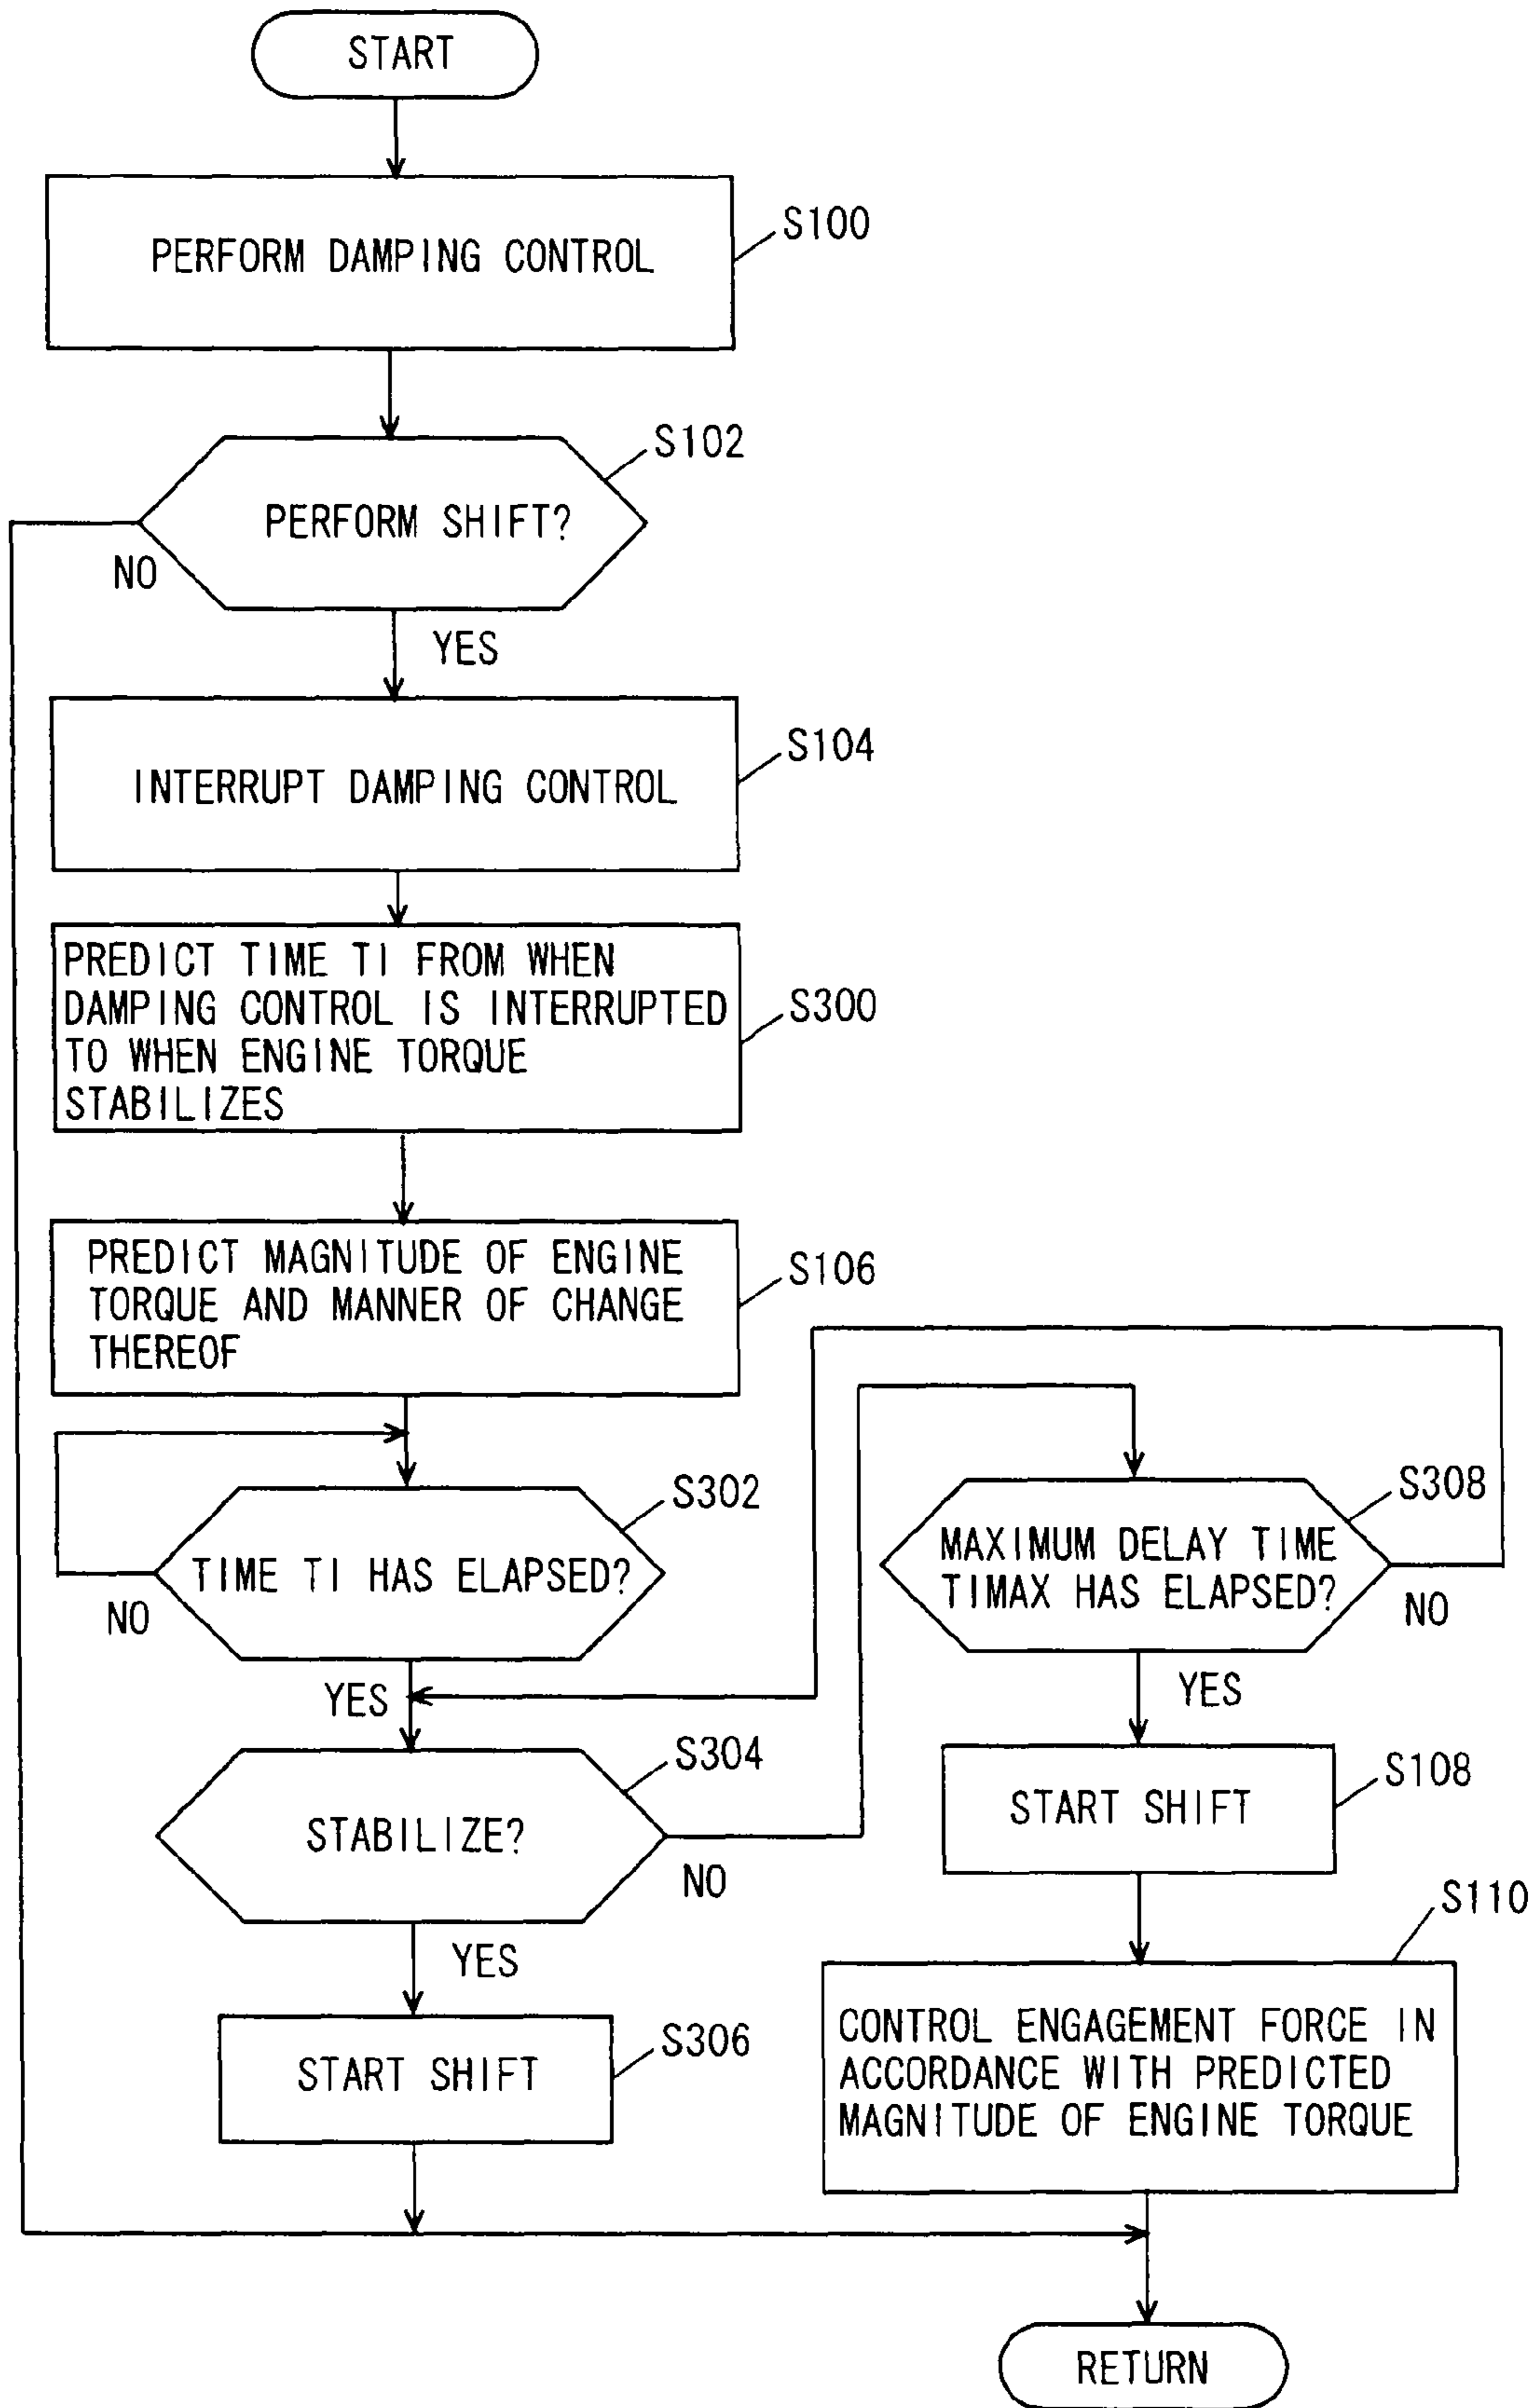 START
PERFORM DAMPING CONTROL
S100
PERFORM SHIFT?
S102
NO
YES
INTERRUPT DAMPING CONTROL
S104
PREDICT TIME TI FROM WHEN
DAMPING CONTROL IS INTERRUPTED
TO WHEN ENGINE TORQUE
STABILIZES
S300
PREDICT MAGNITUDE OF ENGINE
TORQUE AND MANNER OF CHANGE
THEREOF
S106
TIME TI HAS ELAPSED?
S302
NO
YES
STABILIZE?
S304
NO
YES
START SHIFT
S306
MAXIMUM DELAY TIME
TIMAX HAS ELAPSED?
S308
NO
YES
START SHIFT
S108
CONTROL ENGAGEMENT FORCE IN
ACCORDANCE WITH PREDICTED
MAGNITUDE OF ENGINE TORQUE
S110
RETURN